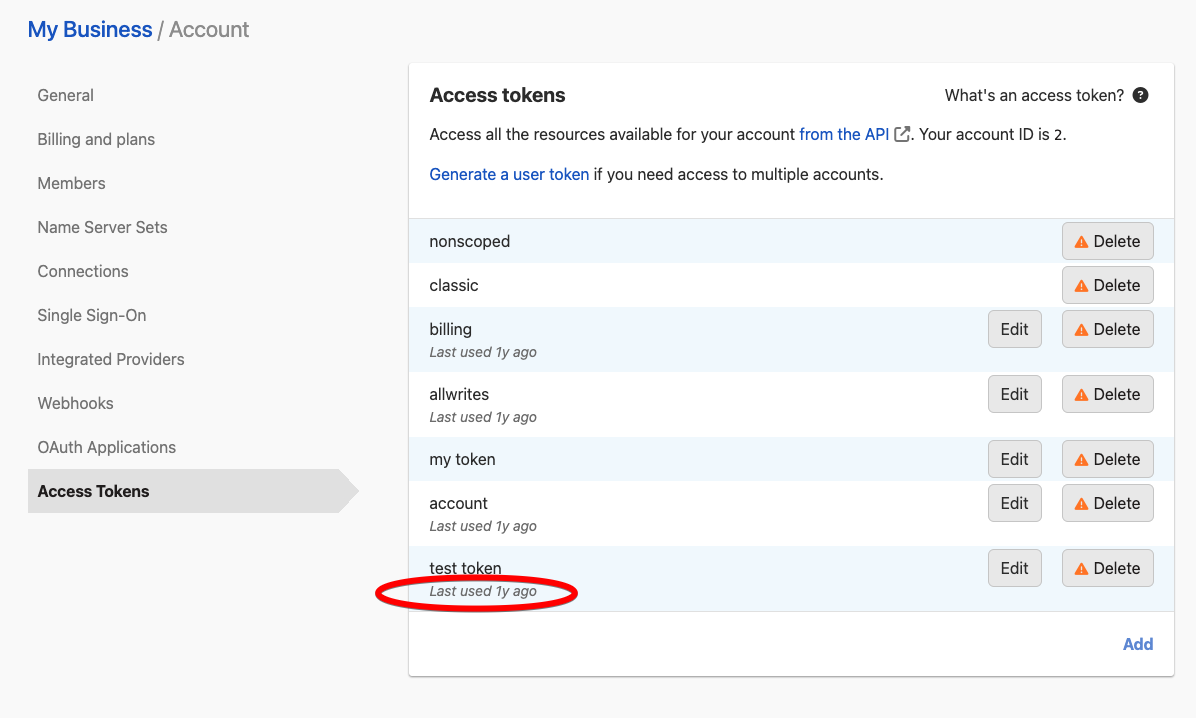 My Business / Account
General
Billing and plans
Members
Name Server Sets
Connections
Single Sign-On
Integrated Providers
Webhooks
OAuth Applications
Access Tokens
Access tokens
What's an access token? ?
Access all the resources available for your account from the API. Your account ID is 2.
Generate a user token if you need access to multiple accounts.
nonscoped
Delete
classic
Delete
billing
Edit
Delete
Last used 1y ago
allwrites
Edit
Delete
Last used 1y ago
my token
Edit
Delete
account
Edit
Delete
Last used 1y ago
test token
Edit
Delete
Last used 1y ago
Add